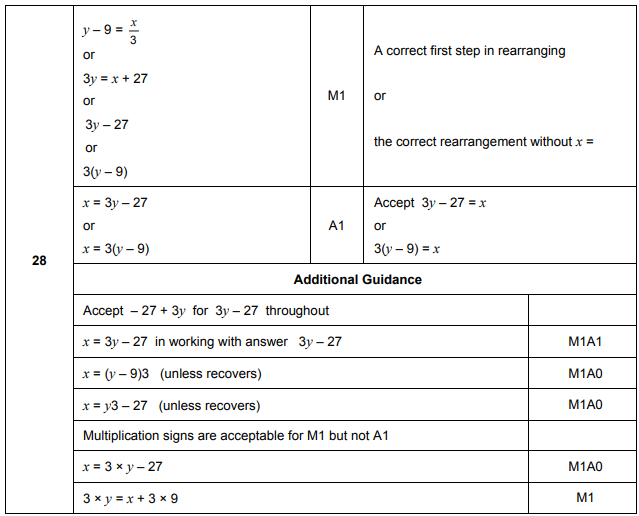 28
y – 9 = x/3
or
3y = x + 27
or
3y – 27
or
3(y – 9)
M1
A correct first step in rearranging
or
the correct rearrangement without x =
x = 3y – 27
or
x = 3(y – 9)
A1
Accept 3y – 27 = x
or
3(y – 9) = x
Additional Guidance
Accept – 27 + 3y for 3y – 27 throughout
x = 3y – 27 in working with answer 3y – 27
M1A1
x = (y – 9)3 (unless recovers)
M1A0
x = y3 – 27 (unless recovers)
M1A0
Multiplication signs are acceptable for M1 but not A1
x = 3 × y – 27
M1A0
3 × y = x + 3 × 9
M1